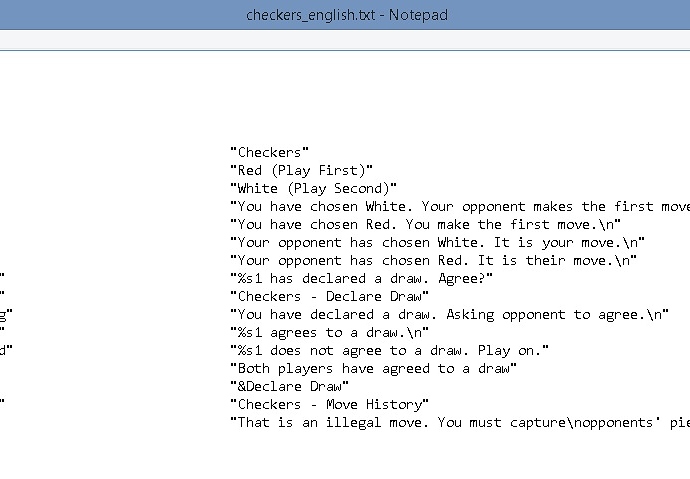 checkers_english.txt - Notepad
"Checkers"
"Red (Play First)"
"White (Play Second)"
"You have chosen White. Your opponent makes the first move
"You have chosen Red. You make the first move.\n"
"Your opponent has chosen White. It is your move.\n"
"Your opponent has chosen Red. It is their move.\n"
" "%s1 has declared a draw. Agree?"
" "Checkers - Declare Draw"
g" "You have declared a draw. Asking opponent to agree.\n"
" "%s1 agrees to a draw.\n"
d" "%s1 does not agree to a draw. Play on."
"Both players have agreed to a draw"
"&Declare Draw"
" "Checkers - Move History"
"That is an illegal move. You must capture\nopponents' pie